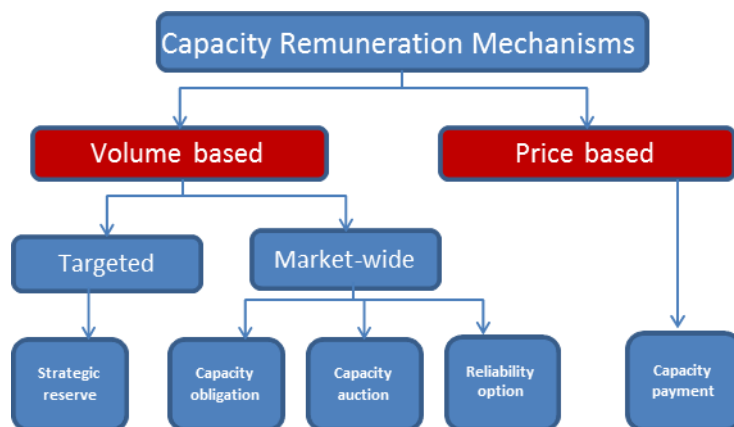 Capacity Remuneration Mechanisms
Volume based
Price based
Targeted
Market-wide
Strategic
reserve
Capacity
obligation
Capacity
auction
Reliability
option
Capacity
payment